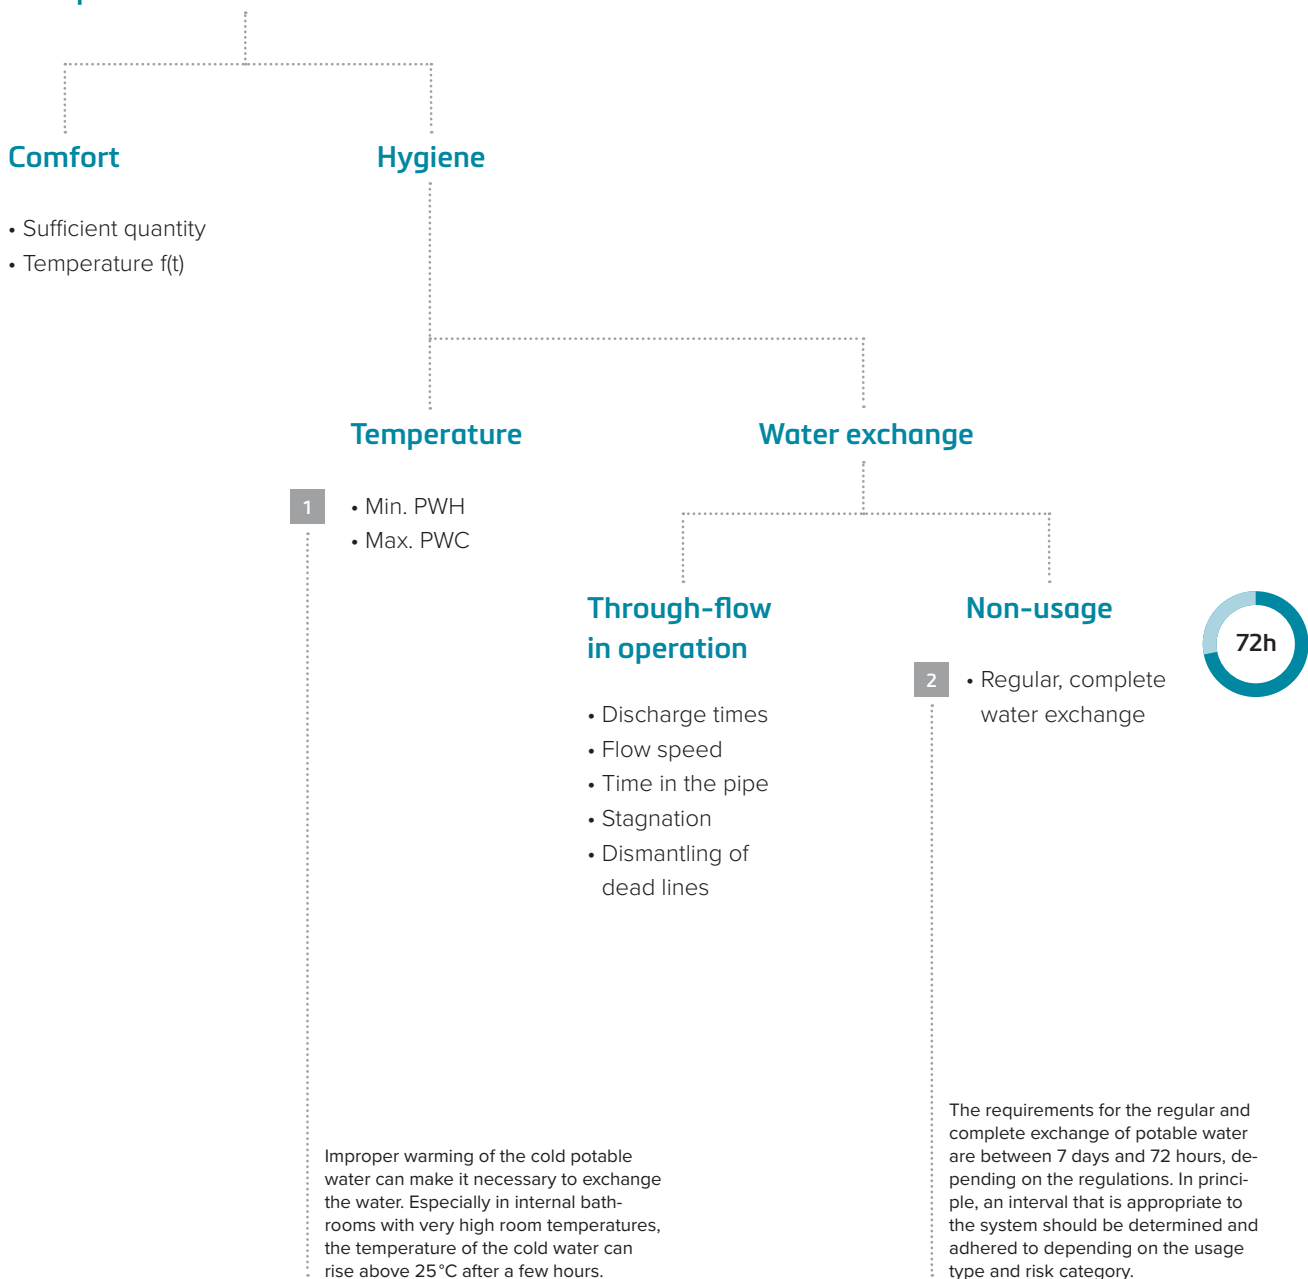 Comfort
Hygiene
• Sufficient quantity
• Temperature f(t)
Temperature
Water exchange
1
• Min. PWH
• Max. PWC
Through-flow
in operation
Non-usage
72h
2
• Regular, complete
water exchange
• Discharge times
• Flow speed
• Time in the pipe
• Stagnation
• Dismantling of
dead lines
Improper warming of the cold potable
water can make it necessary to exchange
the water. Especially in internal bath-
rooms with very high room temperatures,
the temperature of the cold water can
rise above 25°C after a few hours.
The requirements for the regular and
complete exchange of potable water
are between 7 days and 72 hours, de-
pending on the regulations. In princi-
ple, an interval that is appropriate to
the system should be determined and
adhered to depending on the usage
type and risk category.